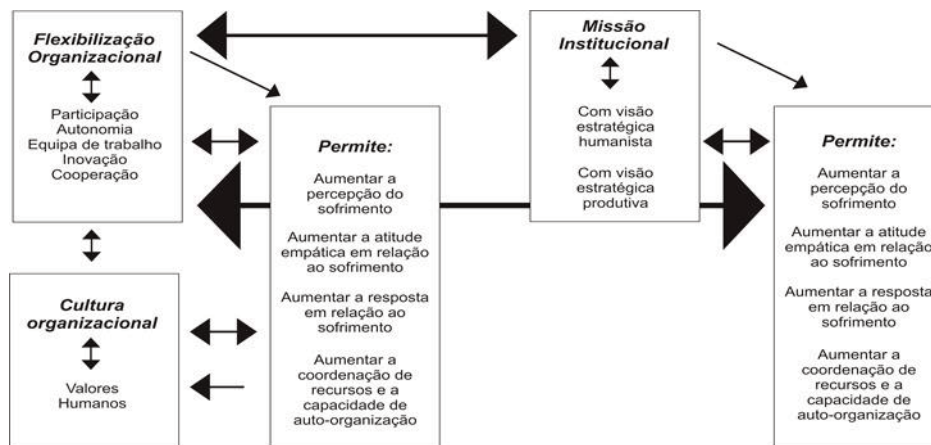 Flexibilização
Organizacional
Participação
Autonomia
Equipa de trabalho
Inovação
Cooperação
Cultura
organizacional
Valores
Humanos
Permite:
Aumentar a
percepção do
sofrimento
Aumentar a atitude
empática em relação
ao sofrimento
Aumentar a resposta
em relação ao
sofrimento
Aumentar a
coordenação de
recursos e a
capacidade de
auto-organização
Missão
Institucional
Com visão
estratégica
humanista
Com visão
estratégica
produtiva
Permite:
Aumentar a
percepção do
sofrimento
Aumentar a atitude
empática em relação
ao sofrimento
Aumentar a resposta
em relação ao
sofrimento
Aumentar a
coordenação de
recursos e a
capacidade de
auto-organização